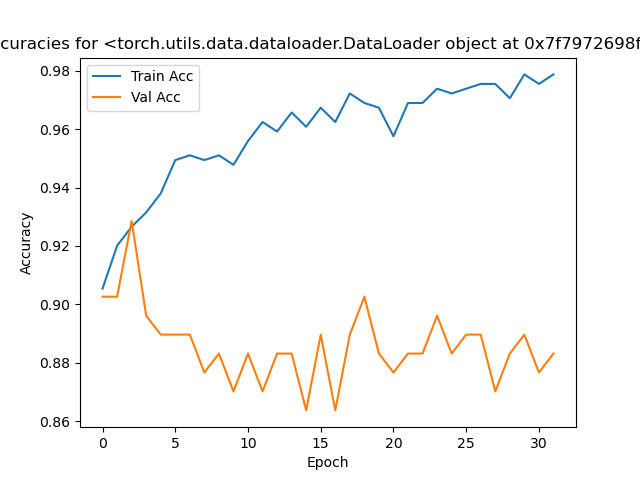 curacies for <torch.utils.data.dataloader.DataLoader object at 0x7f7972698f
Train Acc
Val Acc
0.98
0.96
0.94
0.92
0.90
0.88
0.86
Accuracy
0 5 10 15 20 25 30
Epoch